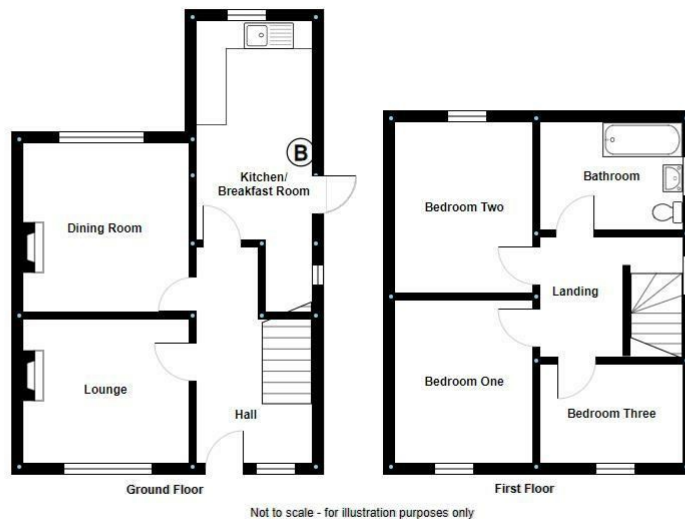 B
Kitchen/
Breakfast Room
Dining Room
Lounge
Hall
Ground Floor
Bathroom
Bedroom Two
Landing
Bedroom One
Bedroom Three
First Floor
Not to scale - for illustration purposes only